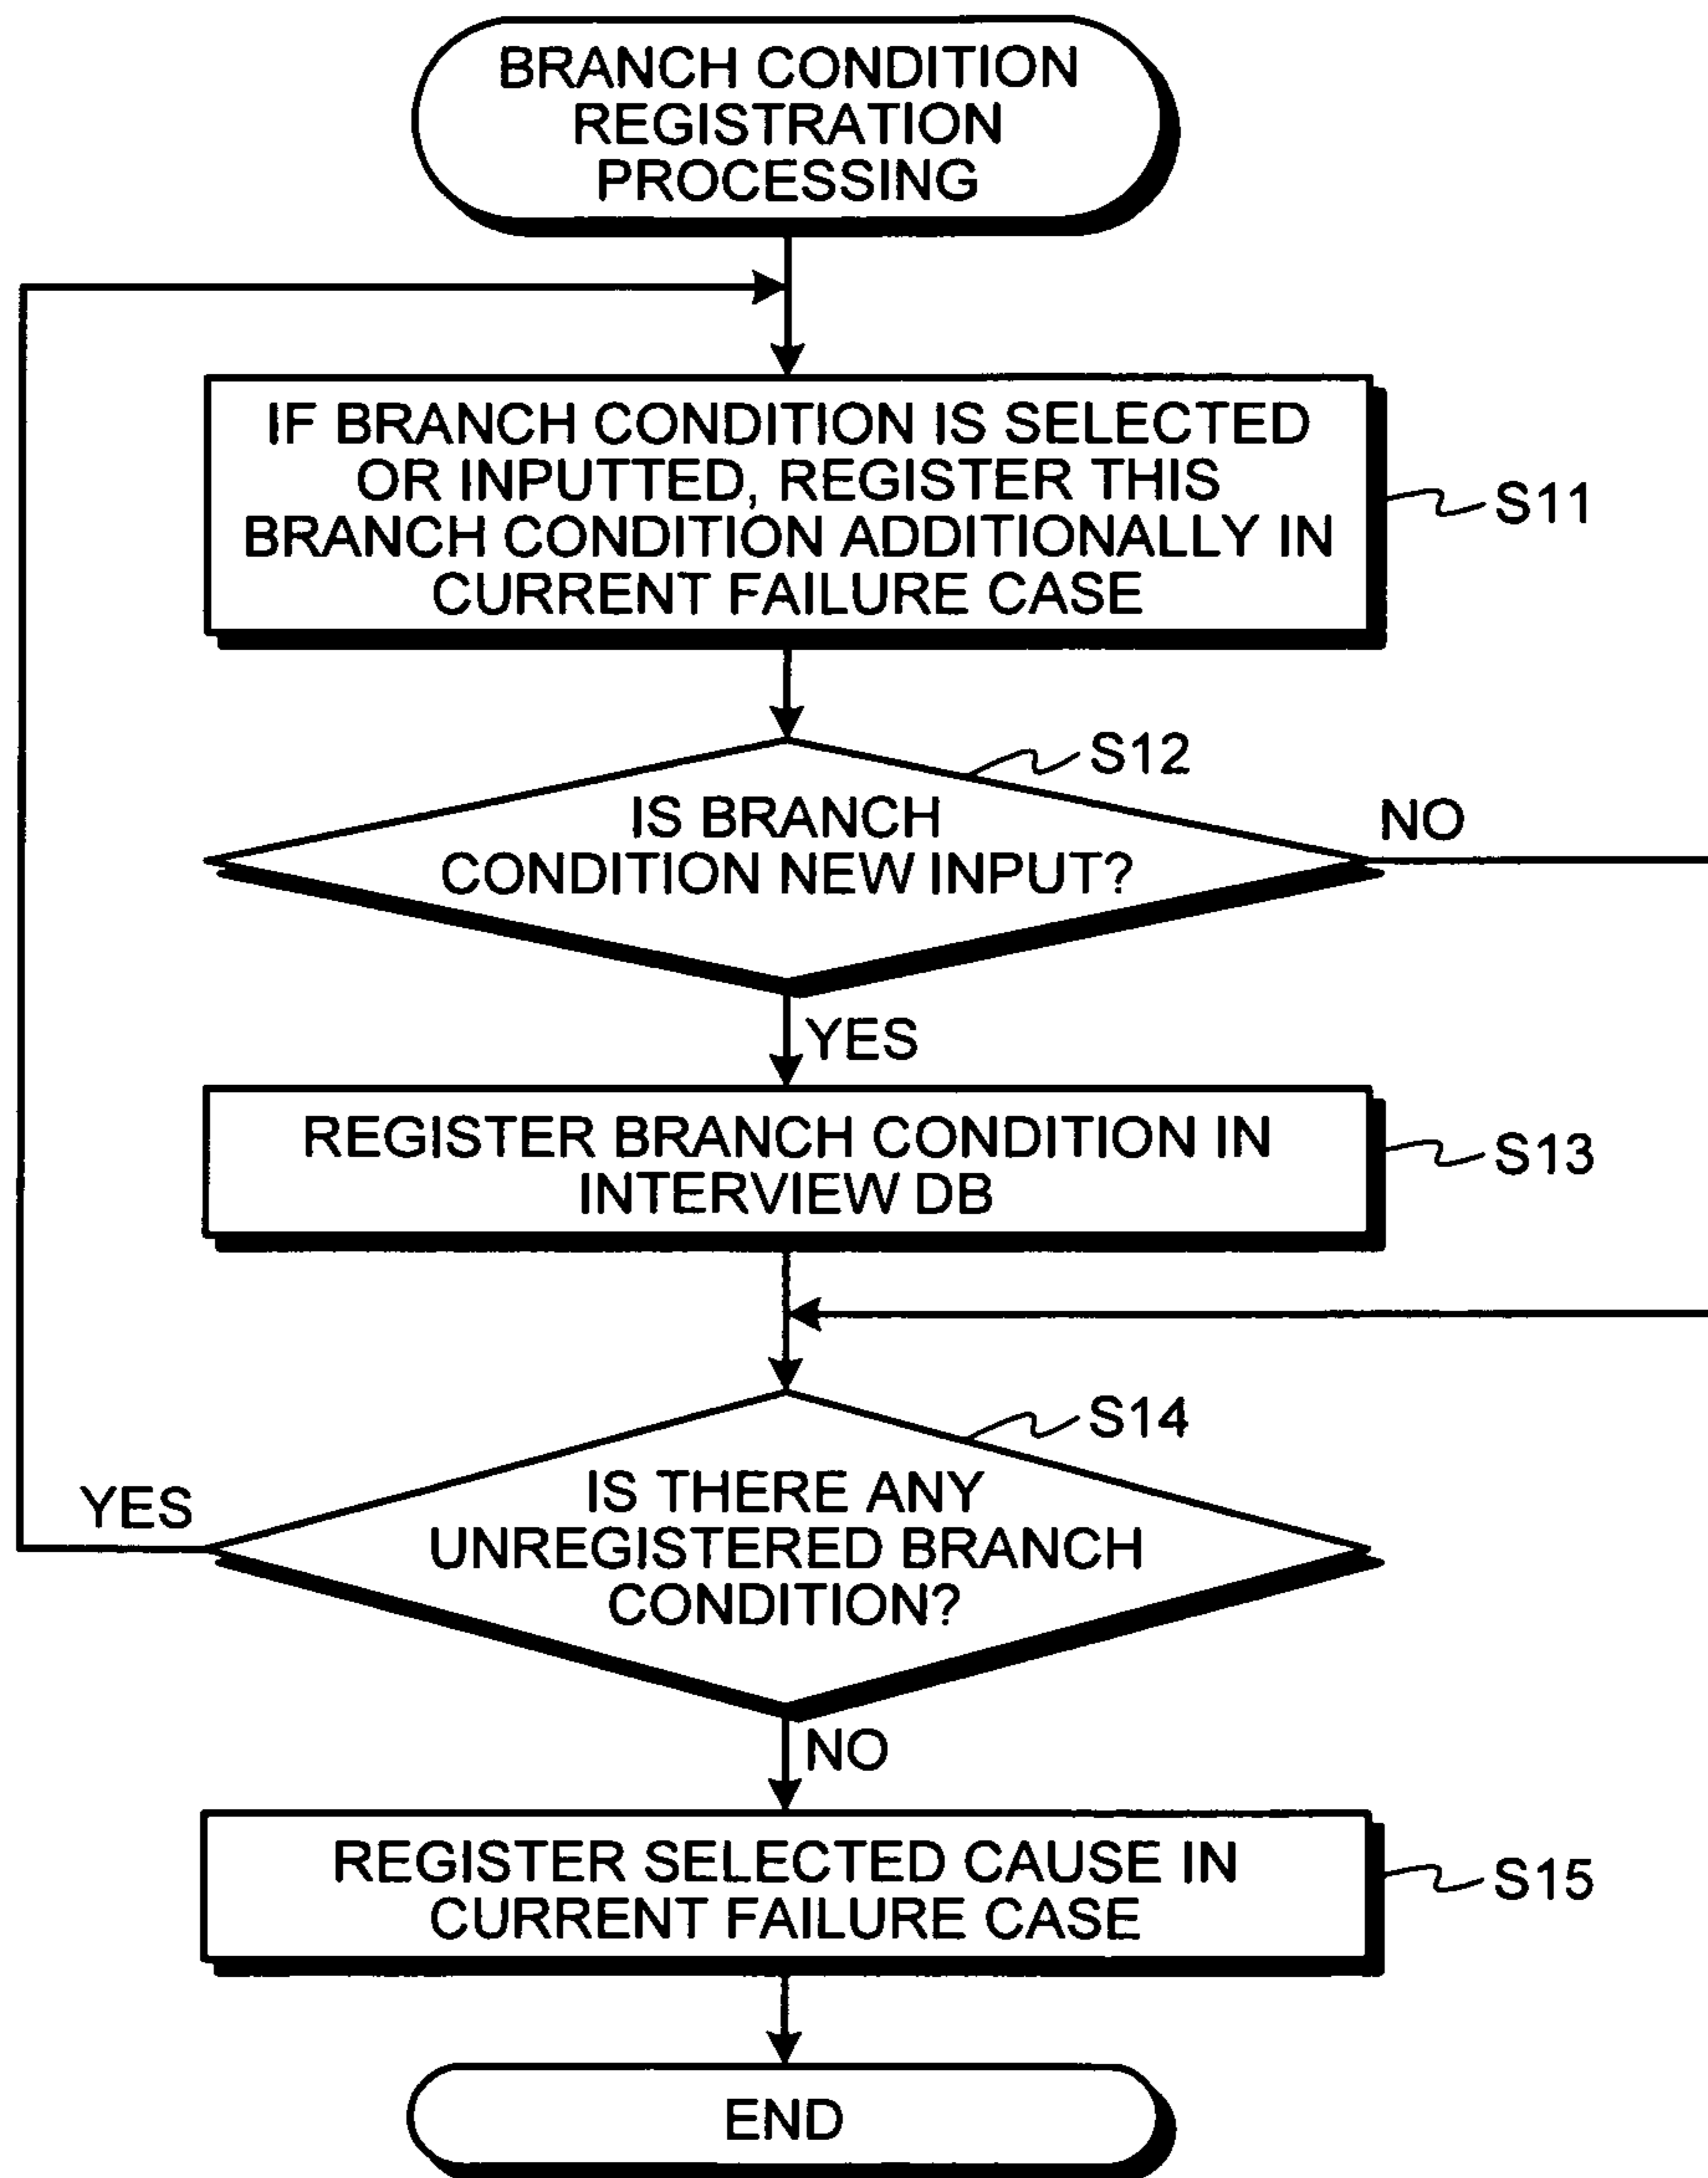 BRANCH CONDITION
REGISTRATION
PROCESSING
IF BRANCH CONDITION IS SELECTED
OR INPUTTED, REGISTER THIS
BRANCH CONDITION ADDITIONALLY IN
CURRENT FAILURE CASE
S11
S12
IS BRANCH
CONDITION NEW INPUT?
NO
YES
REGISTER BRANCH CONDITION IN
INTERVIEW DB
S13
S14
IS THERE ANY
UNREGISTERED BRANCH
CONDITION?
YES
NO
REGISTER SELECTED CAUSE IN
CURRENT FAILURE CASE
S15
END